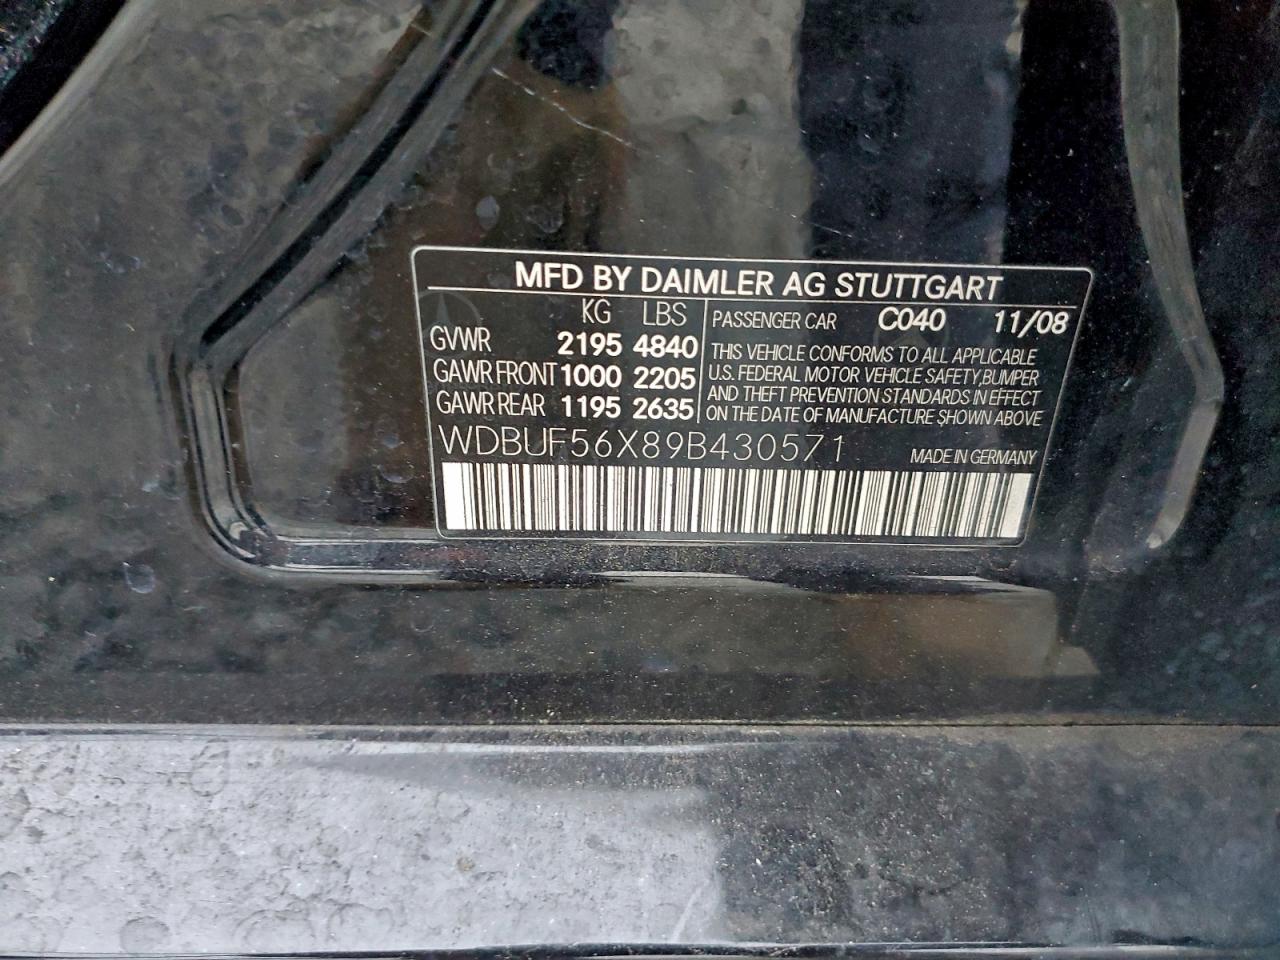 MFD BY DAIMLER AG STUTTGART
KG LBS
GVWR 2195 4840
GAWR FRONT 1000 2205
GAWR REAR 1195 2635
PASSENGER CAR C040 11/08
THIS VEHICLE CONFORMS TO ALL APPLICABLE
U.S. FEDERAL MOTOR VEHICLE SAFETY,BUMPER
AND THEFT PREVENTION STANDARDS IN EFFECT
ON THE DATE OF MANUFACTURE SHOWN ABOVE
WDBUF56X89B430571 MADE IN GERMANY